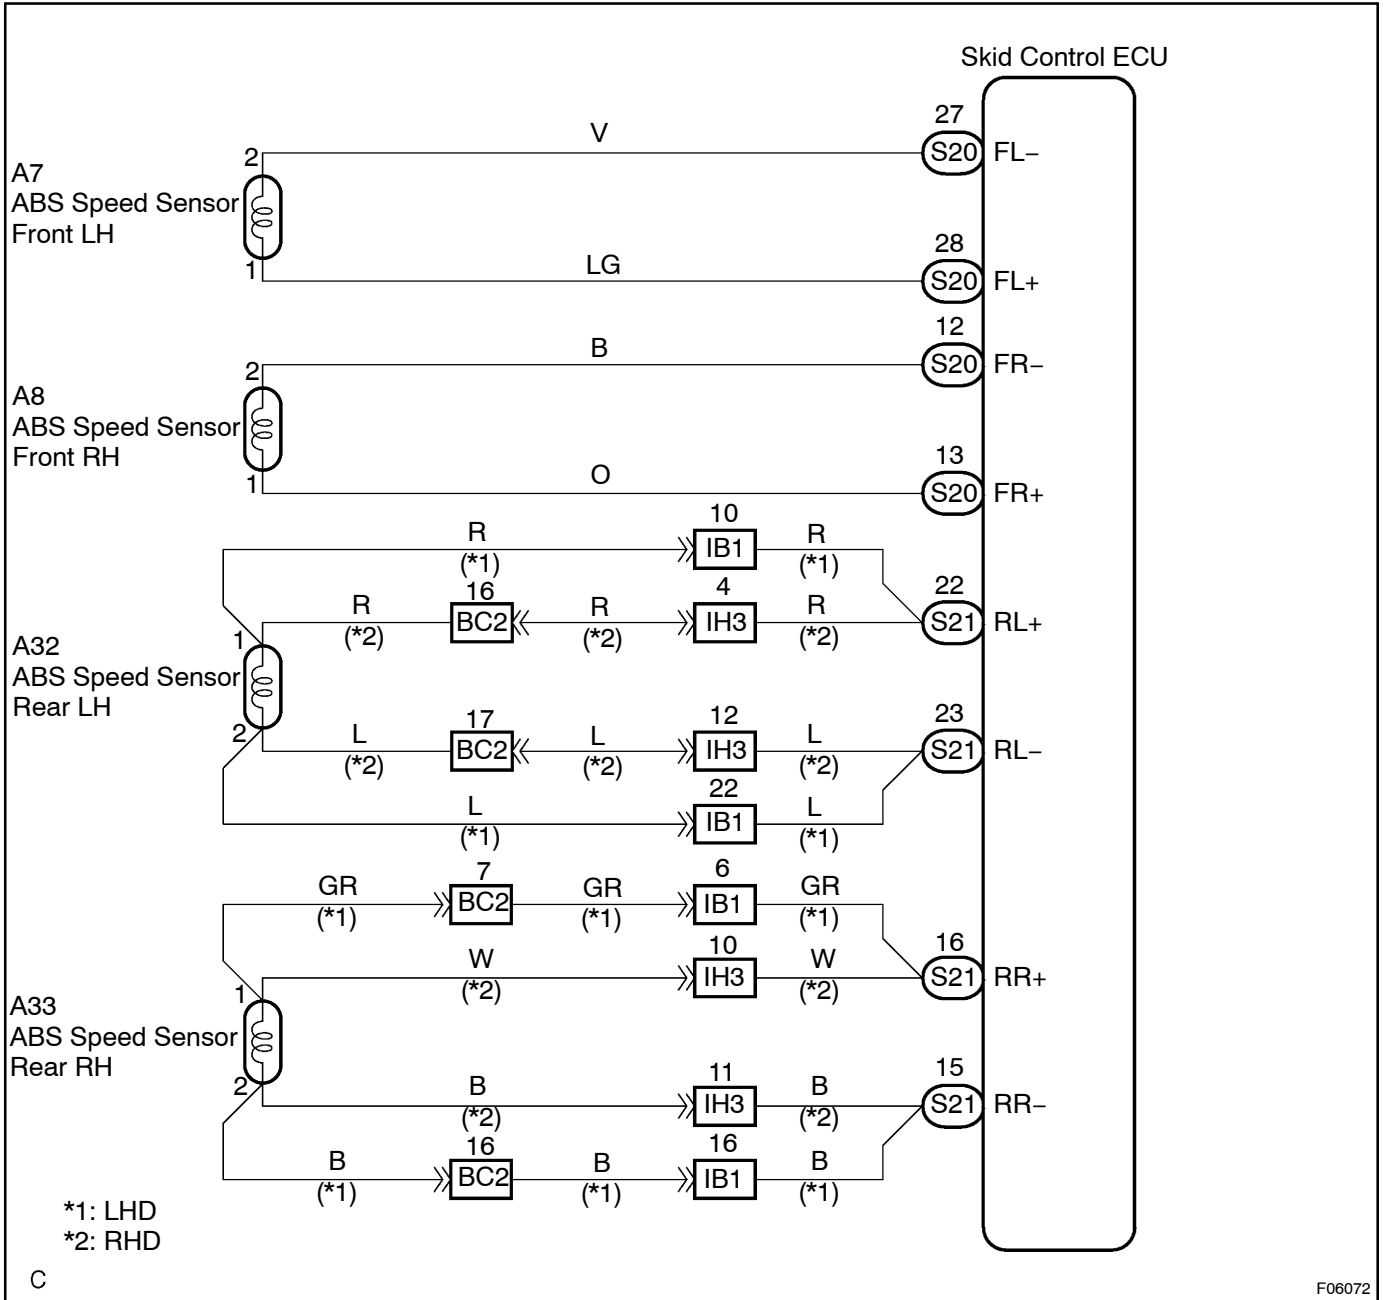 Skid Control ECU
27
V
2
S20 FL−
A7
ABS Speed Sensor
Front LH
28
1
LG
S20 FL+
12
B
2
S20 FR−
A8
ABS Speed Sensor
Front RH
13
1
O
S20 FR+
10
R
IB1
R
(*1)
(*1)
16
4
22
R
BC2
R
IH3
R
S21 RL+
(*2)
(*2)
(*2)
1
A32
ABS Speed Sensor
Rear LH
2
17
12
23
L
BC2
L
IH3
L
S21 RL−
(*2)
(*2)
(*2)
22
L
IB1
L
(*1)
(*1)
7
6
GR
BC2
GR
IB1
GR
(*1)
(*1)
(*1)
10
16
W
IH3
W
S21 RR+
(*2)
(*2)
1
A33
ABS Speed Sensor
Rear RH
2
11
15
B
IH3
B
S21 RR−
(*2)
(*2)
16
16
B
BC2
B
IB1
B
(*1)
(*1)
(*1)
*1: LHD
*2: RHD
C
F06072